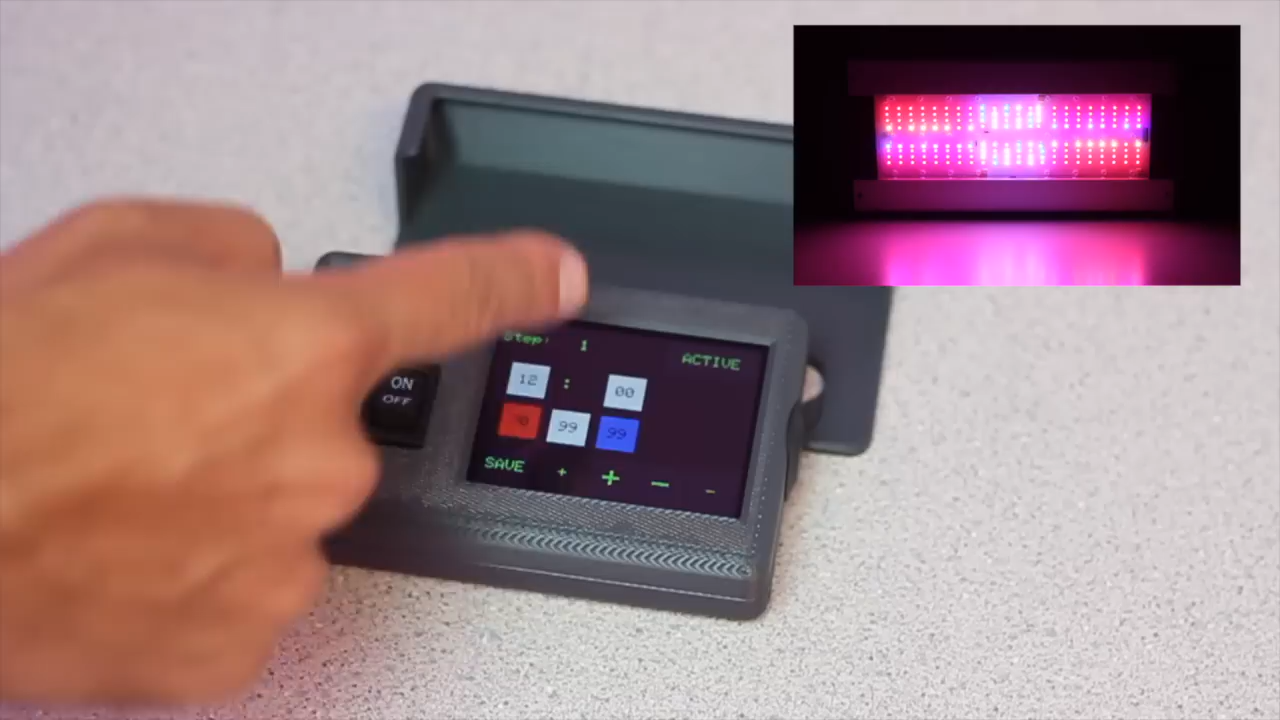 Step: 1
ACTIVE
12 : 00
99 99
SAVE + + − −
ON
OFF